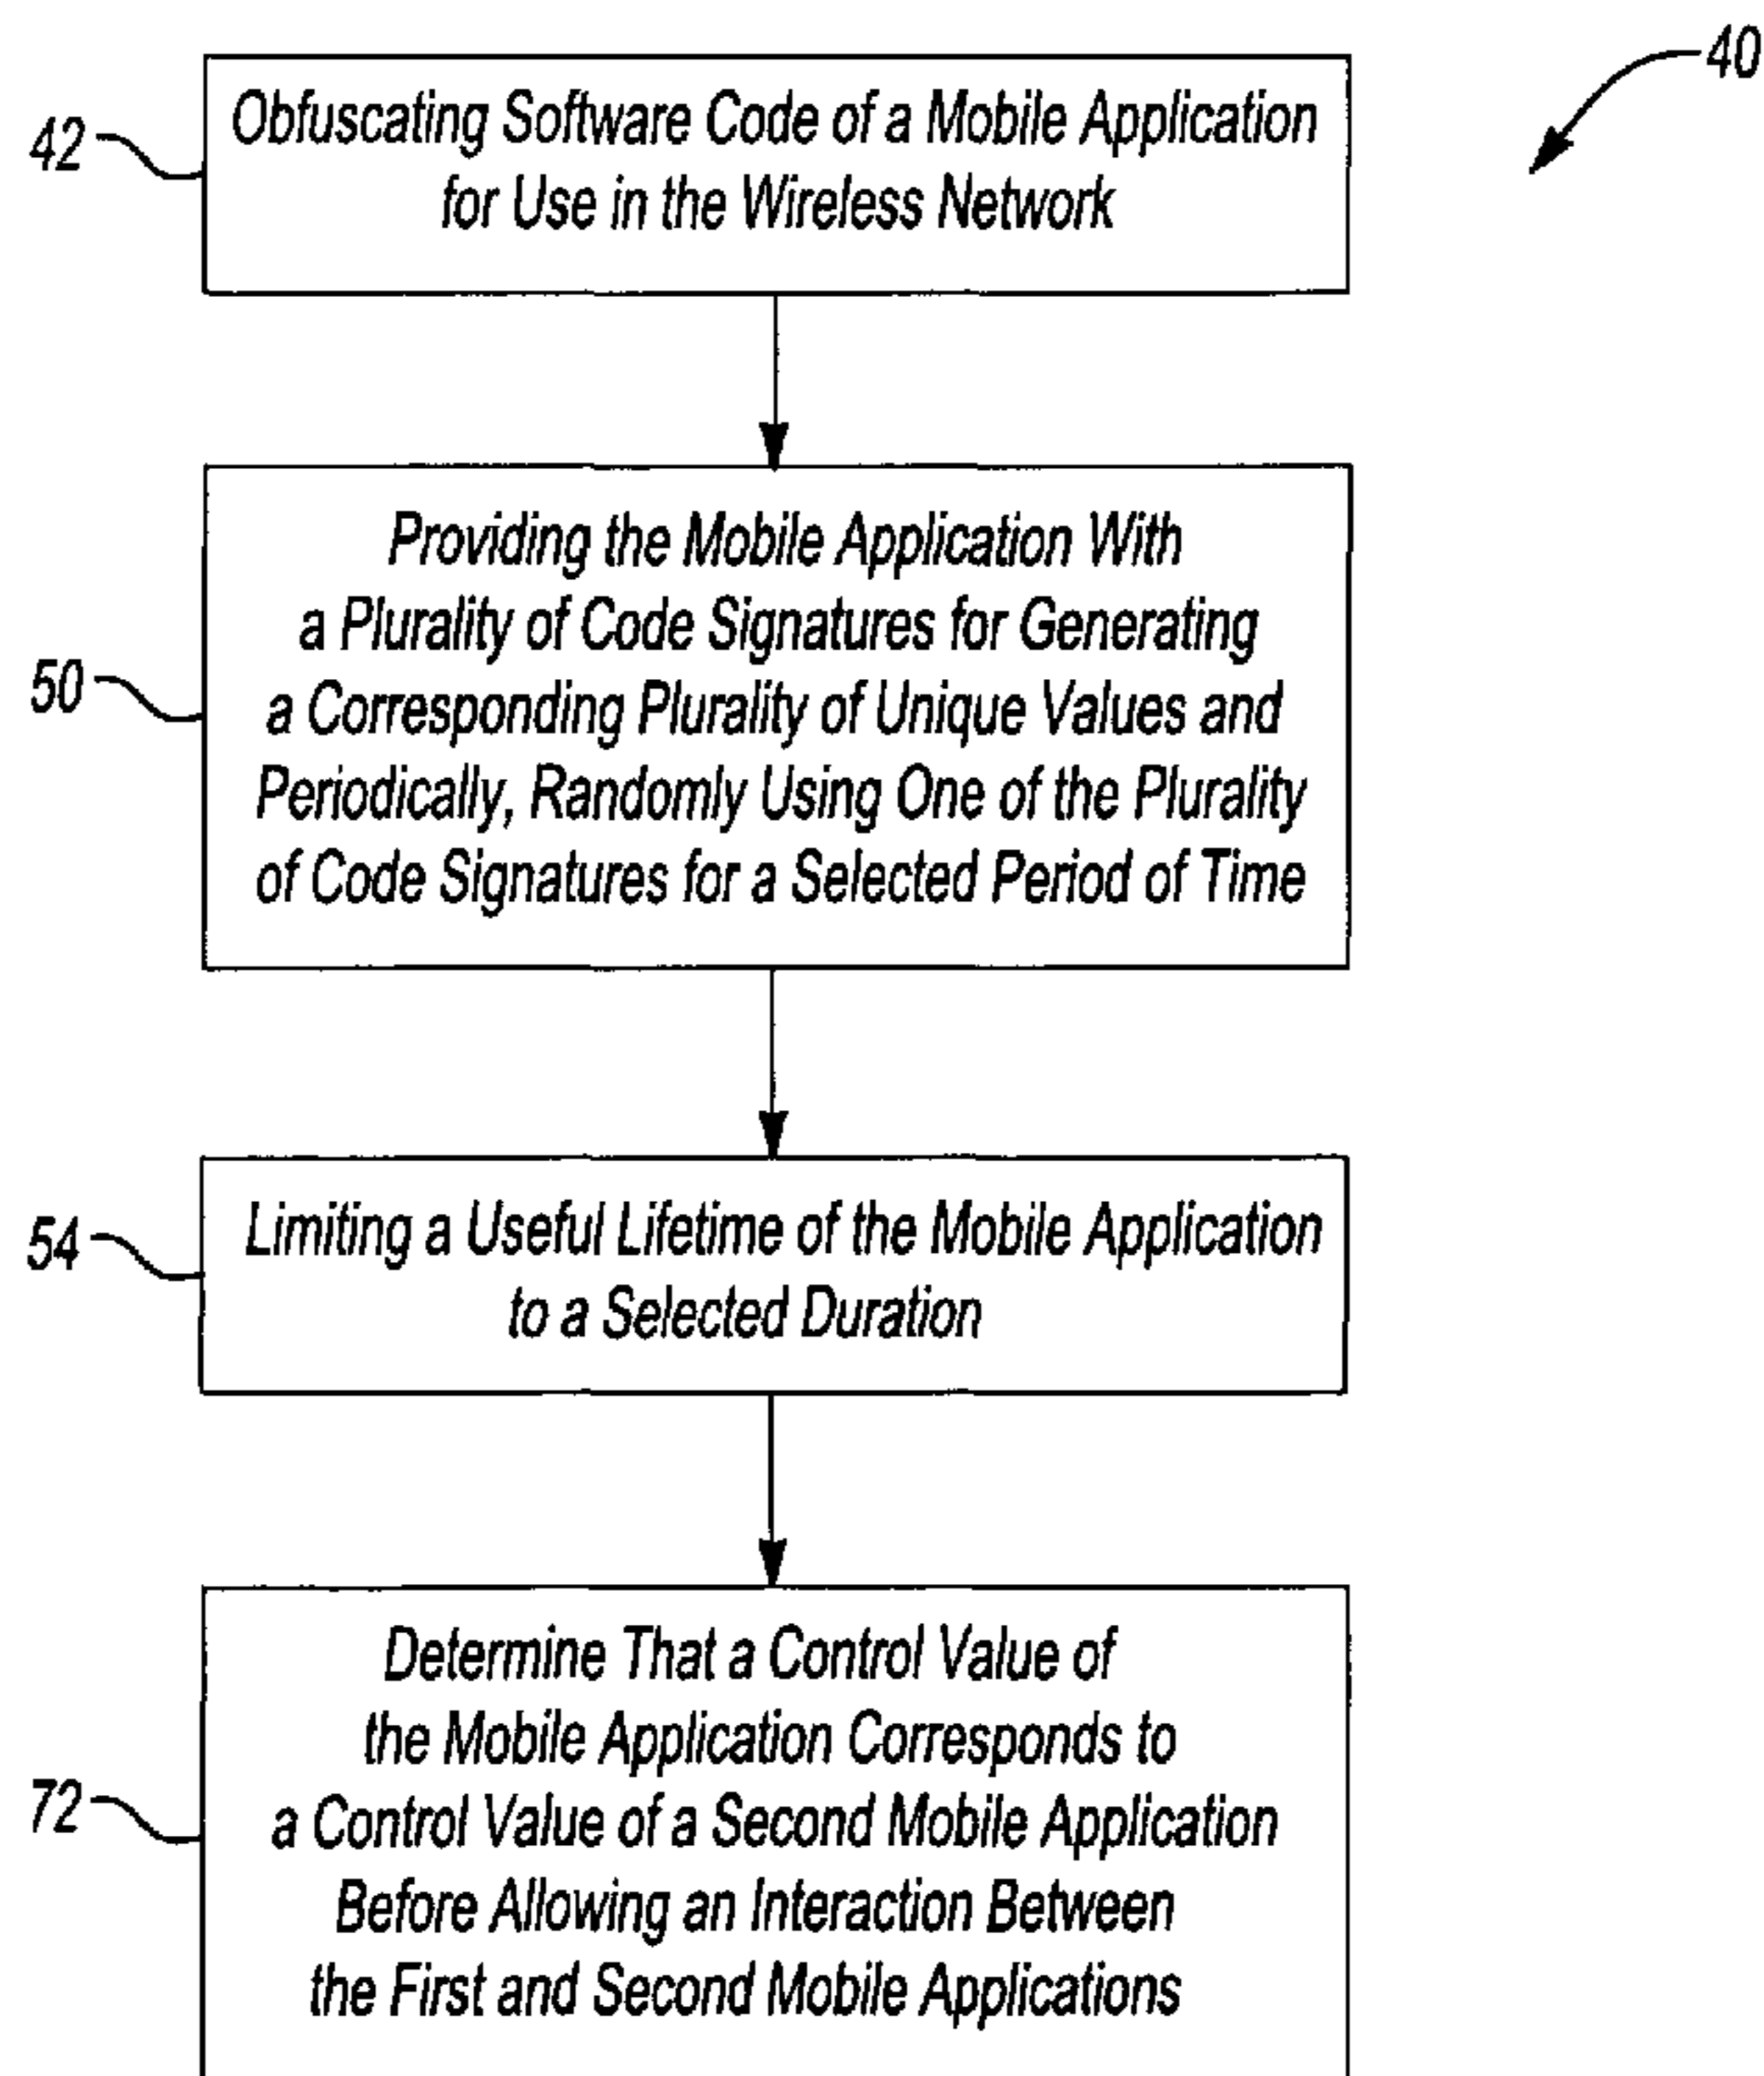 40
42
Obfuscating Software Code of a Mobile Application
for Use in the Wireless Network
50
Providing the Mobile Application With
a Plurality of Code Signatures for Generating
a Corresponding Plurality of Unique Values and
Periodically, Randomly Using One of the Plurality
of Code Signatures for a Selected Period of Time
54
Limiting a Useful Lifetime of the Mobile Application
to a Selected Duration
72
Determine That a Control Value of
the Mobile Application Corresponds to
a Control Value of a Second Mobile Application
Before Allowing an Interaction Between
the First and Second Mobile Applications